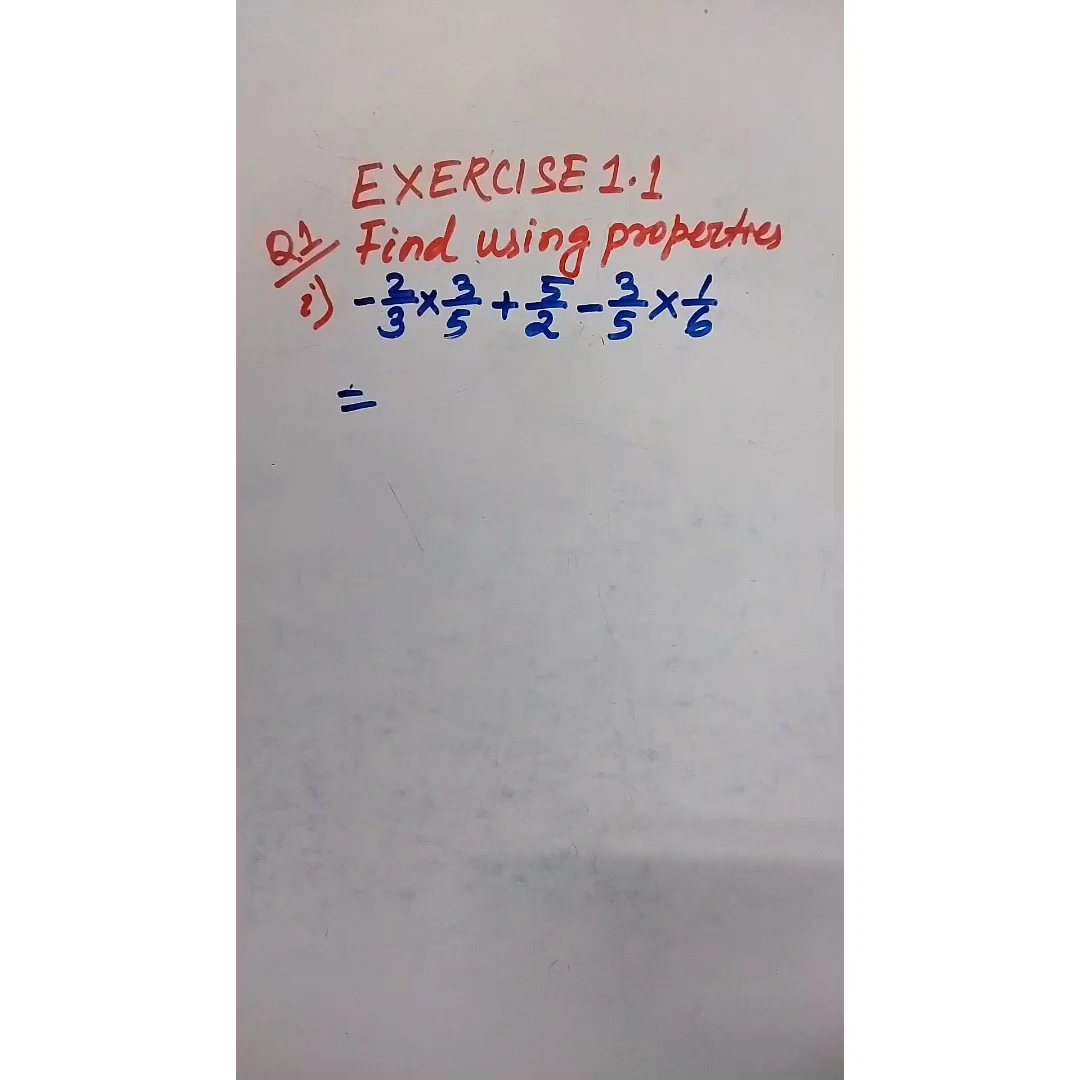 EXERCISE 1.1
Q1 Find using properties
i) -2/3 × 3/5 + 5/2 - 3/5 × 1/6
=